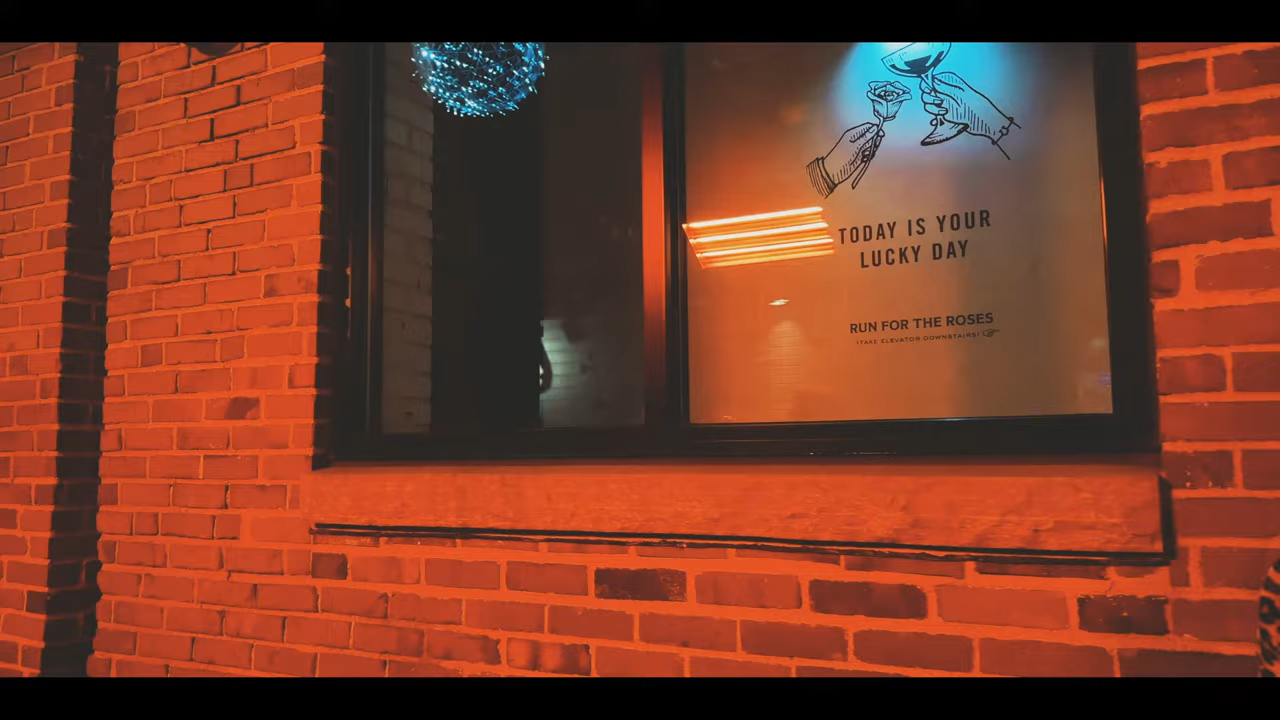 TODAY IS YOUR
LUCKY DAY
RUN FOR THE ROSES
(TAKE ELEVATOR DOWNSTAIRS)